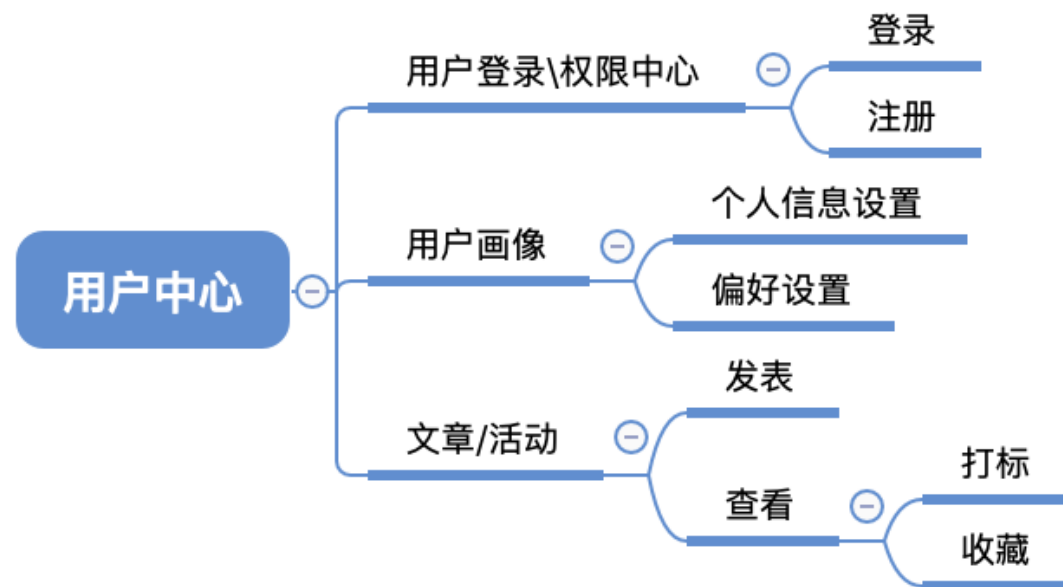 用户中心
用户登录\权限中心
登录
注册
用户画像
个人信息设置
偏好设置
文章/活动
发表
查看
打标
收藏